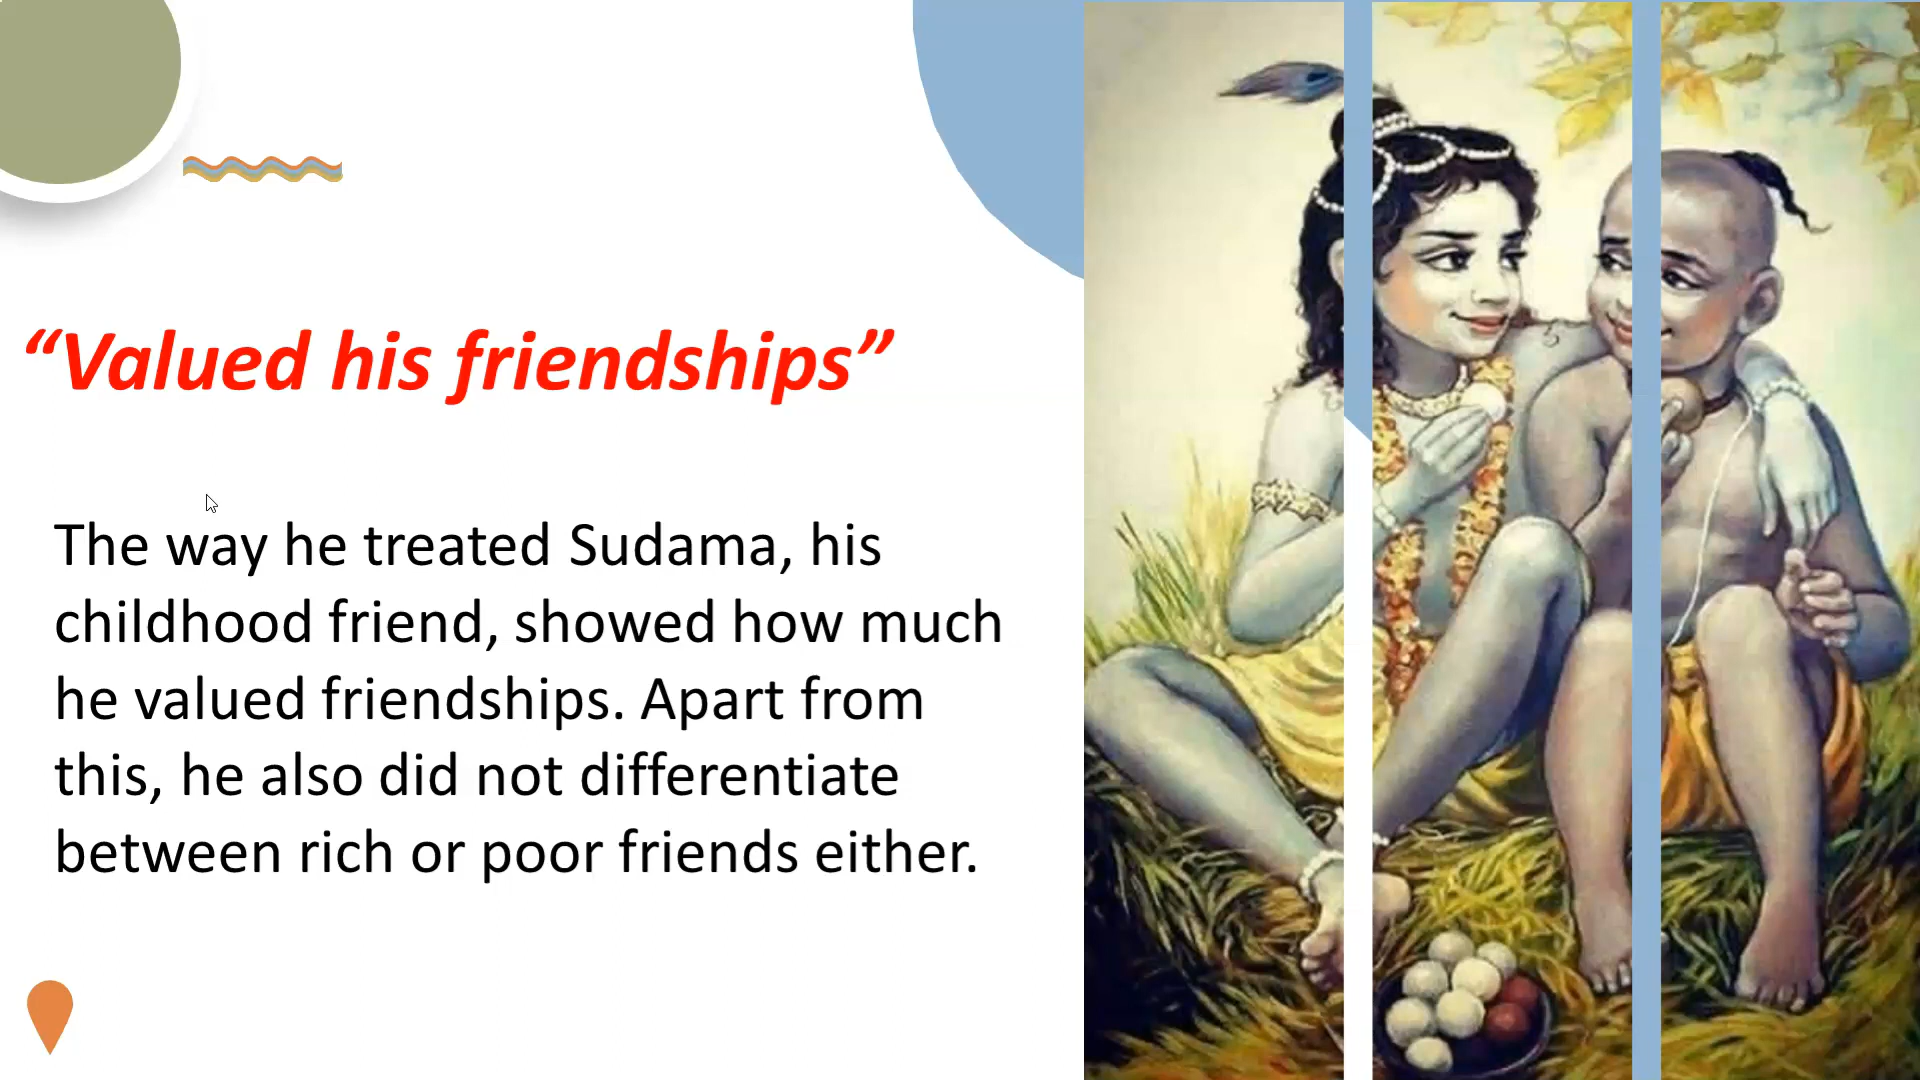 “Valued his friendships”
The way he treated Sudama, his
childhood friend, showed how much
he valued friendships. Apart from
this, he also did not differentiate
between rich or poor friends either.